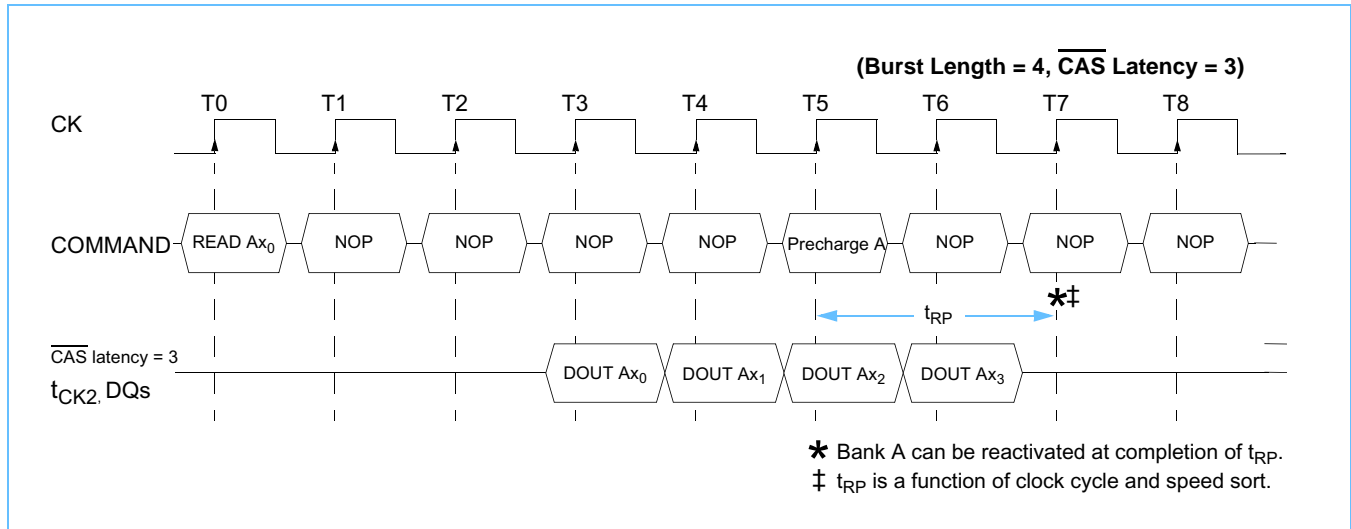 (Burst Length = 4, CAS Latency = 3)
T0 T1 T2 T3 T4 T5 T6 T7 T8
CK
COMMAND READ Ax0 NOP NOP NOP NOP Precharge A NOP NOP NOP
*‡
tRP
CAS latency = 3
tCK2, DQs
DOUT Ax0 DOUT Ax1 DOUT Ax2 DOUT Ax3
* Bank A can be reactivated at completion of tRP.
‡ tRP is a function of clock cycle and speed sort.